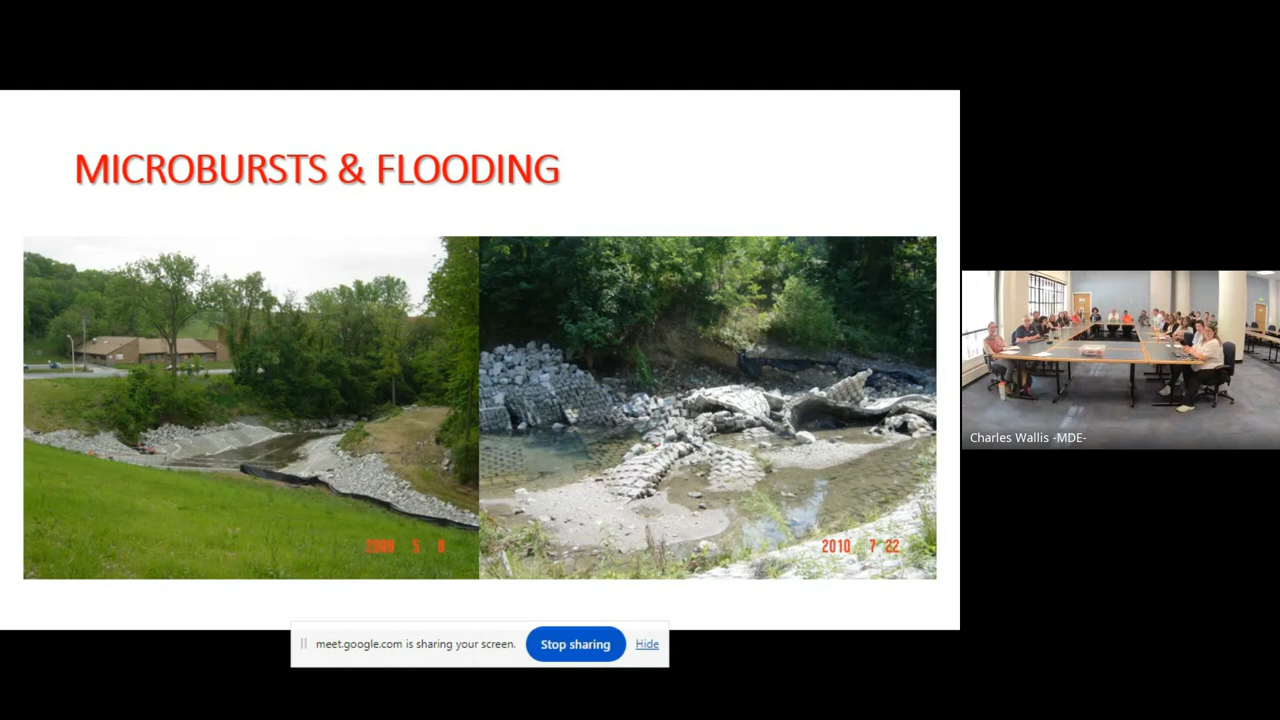 MICROBURSTS & FLOODING
2009 5 8
2010 7 22
Charles Wallis -MDE-
meet.google.com is sharing your screen.
Stop sharing
Hide